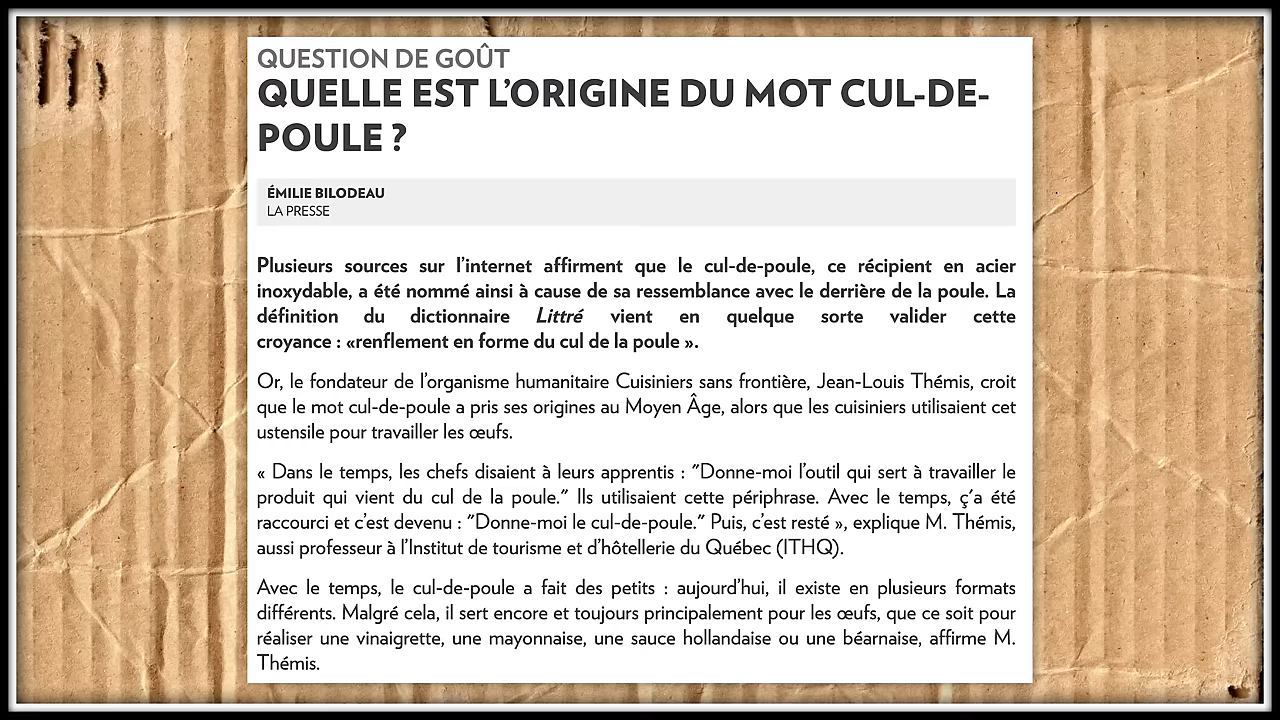 QUESTION DE GOÛT
QUELLE EST L’ORIGINE DU MOT CUL-DE-
POULE ?
ÉMILIE BILODEAU
LA PRESSE
Plusieurs sources sur l’internet affirment que le cul-de-poule, ce récipient en acier
inoxydable, a été nommé ainsi à cause de sa ressemblance avec le derrière de la poule. La
définition du dictionnaire Littré vient en quelque sorte valider cette
croyance : «renflement en forme du cul de la poule ».
Or, le fondateur de l’organisme humanitaire Cuisiniers sans frontière, Jean-Louis Thémis, croit
que le mot cul-de-poule a pris ses origines au Moyen Âge, alors que les cuisiniers utilisaient cet
ustensile pour travailler les œufs.
« Dans le temps, les chefs disaient à leurs apprentis : "Donne-moi l’outil qui sert à travailler le
produit qui vient du cul de la poule." Ils utilisaient cette périphrase. Avec le temps, ç'a été
raccourci et c’est devenu : "Donne-moi le cul-de-poule." Puis, c’est resté », explique M. Thémis,
aussi professeur à l’Institut de tourisme et d’hôtellerie du Québec (ITHQ).
Avec le temps, le cul-de-poule a fait des petits : aujourd’hui, il existe en plusieurs formats
différents. Malgré cela, il sert encore et toujours principalement pour les œufs, que ce soit pour
réaliser une vinaigrette, une mayonnaise, une sauce hollandaise ou une béarnaise, affirme M.
Thémis.